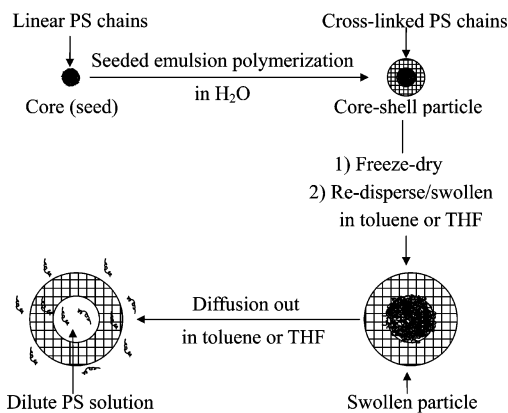 Linear PS chains
Cross-linked PS chains
Seeded emulsion polymerization
in H₂O
Core (seed)
Core-shell particle
1) Freeze-dry
2) Re-disperse/swollen
in toluene or THF
Diffusion out
in toluene or THF
Dilute PS solution
Swollen particle